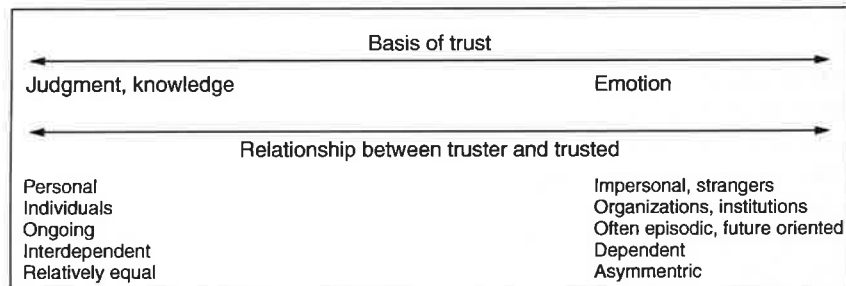 Basis of trust
Judgment, knowledge Emotion
Relationship between truster and trusted
Personal Impersonal, strangers
Individuals Organizations, institutions
Ongoing Often episodic, future oriented
Interdependent Dependent
Relatively equal Asymmentric